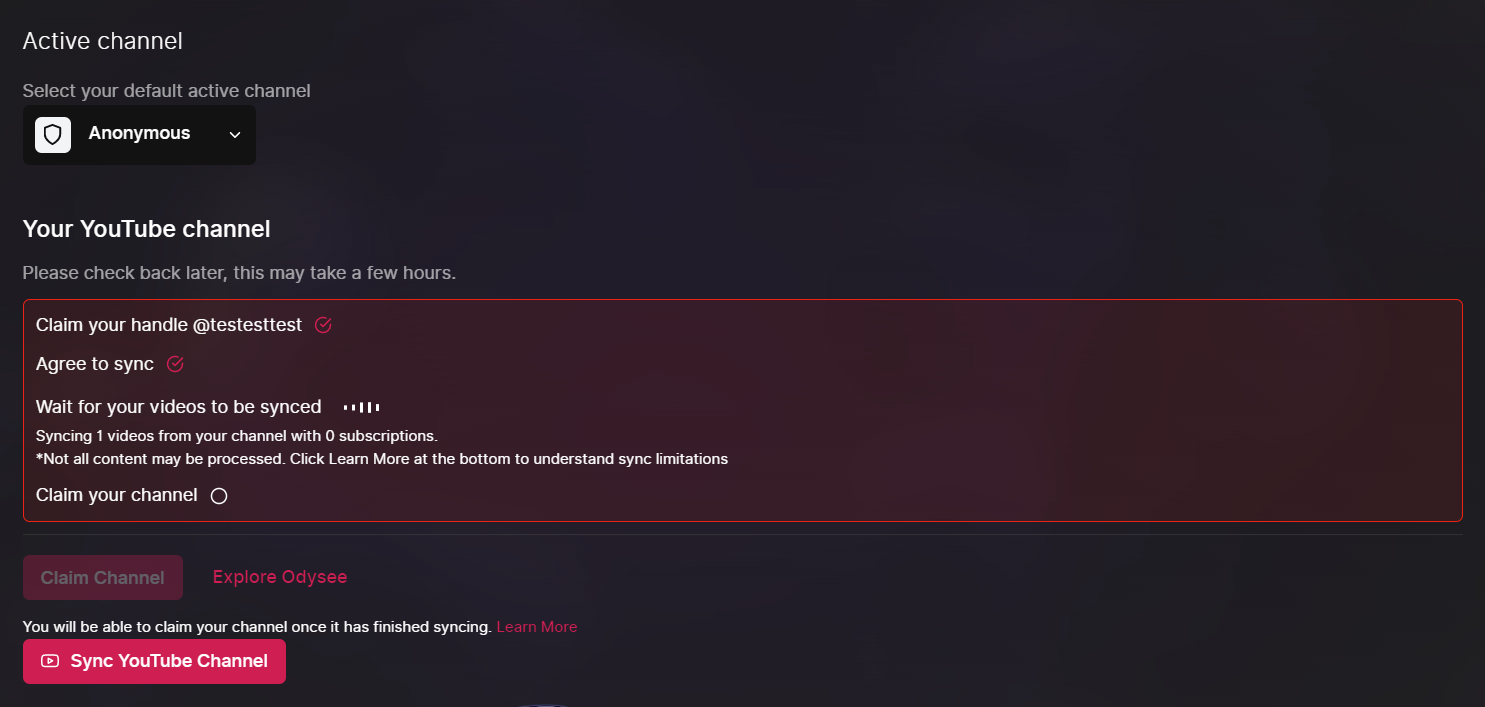 Active channel
Select your default active channel
Anonymous
Your YouTube channel
Please check back later, this may take a few hours.
Claim your handle @testesttest
Agree to sync
Wait for your videos to be synced
Syncing 1 videos from your channel with 0 subscriptions.
*Not all content may be processed. Click Learn More at the bottom to understand sync limitations
Claim your channel
Claim Channel Explore Odysee
You will be able to claim your channel once it has finished syncing. Learn More
Sync YouTube Channel